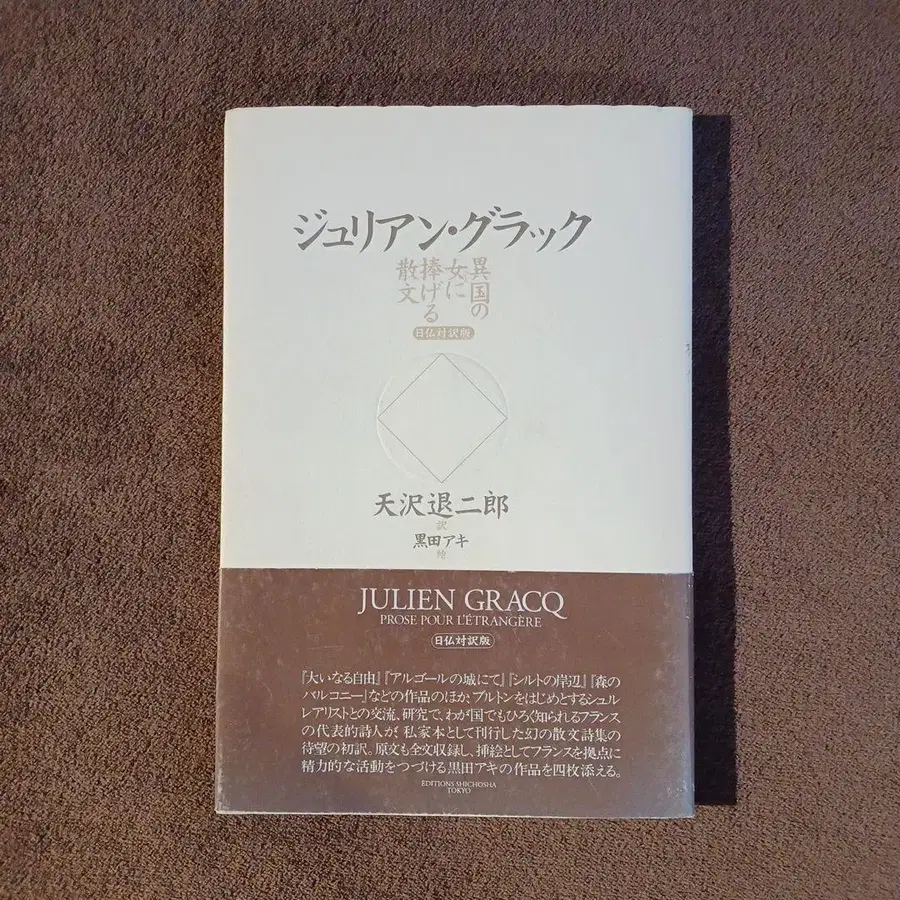 ジュリアン・グラック
異国の
女に
捧げる
散文
日仏対訳版
天沢退二郎
訳
黒田アキ
絵
JULIEN GRACQ
PROSE POUR L'ÉTRANGÈRE
日仏対訳版
『大いなる自由』『アルゴールの城にて』『シルトの岸辺』『森の
バルコニー』などの作品のほか、ブルトンをはじめとするシュル
レアリストとの交流、研究で、わが国でもひろく知られるフランス
の代表的詩人が、私家本として刊行した幻の散文詩集の
待望の初訳。原文も全文収録し、挿絵としてフランスを拠点に
精力的な活動をつづける黒田アキの作品を四枚添える。
EDITIONS SHICHOSHA
TOKYO